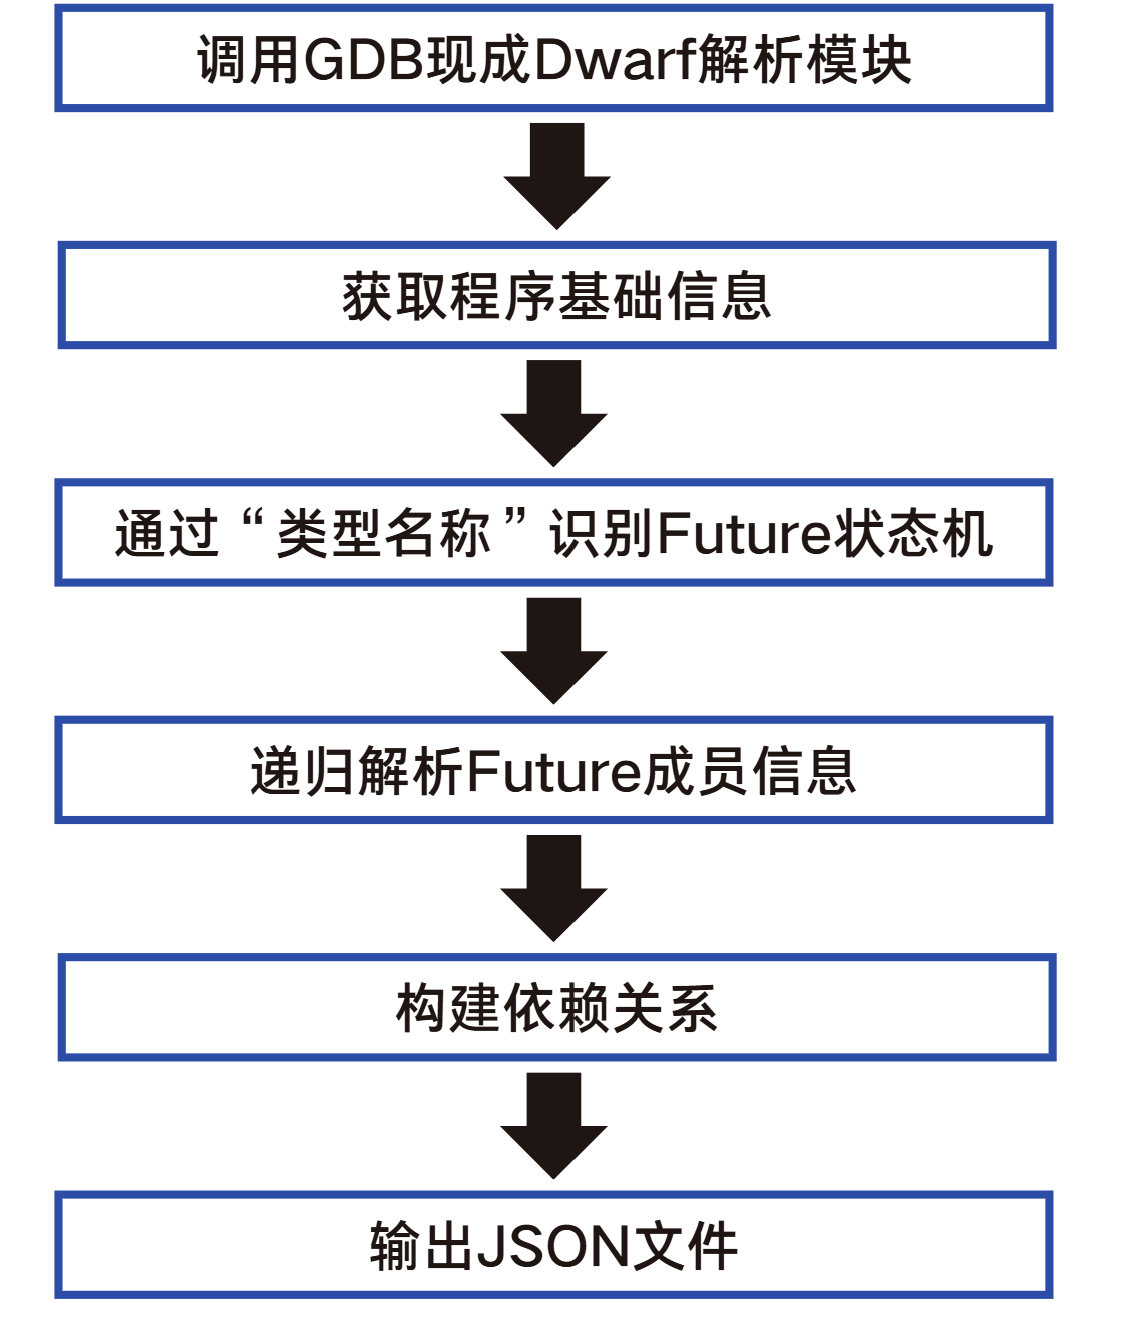 调用GDB现成Dwarf解析模块
获取程序基础信息
通过“类型名称”识别Future状态机
递归解析Future成员信息
构建依赖关系
输出JSON文件